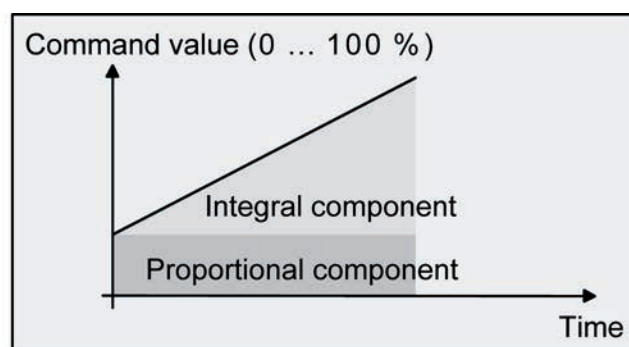 Command value (0 ... 100 %)
Integral component
Proportional component
Time